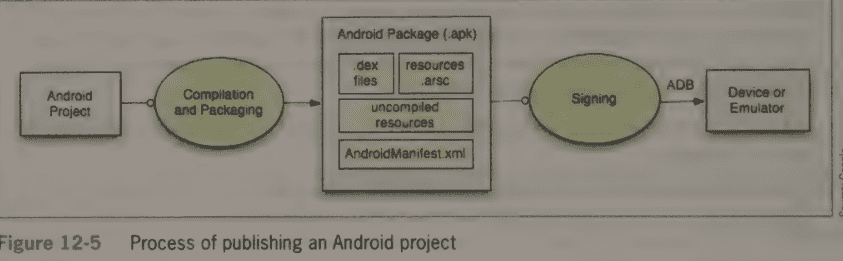 Android Package (.apk)
.dex
files
resources
.arsc
Android
Project
Compilation
and Packaging
uncompiled
resources
AndroidManifest.xml
Signing
ADB
Device or
Emulator
Figure 12-5 Process of publishing an Android project